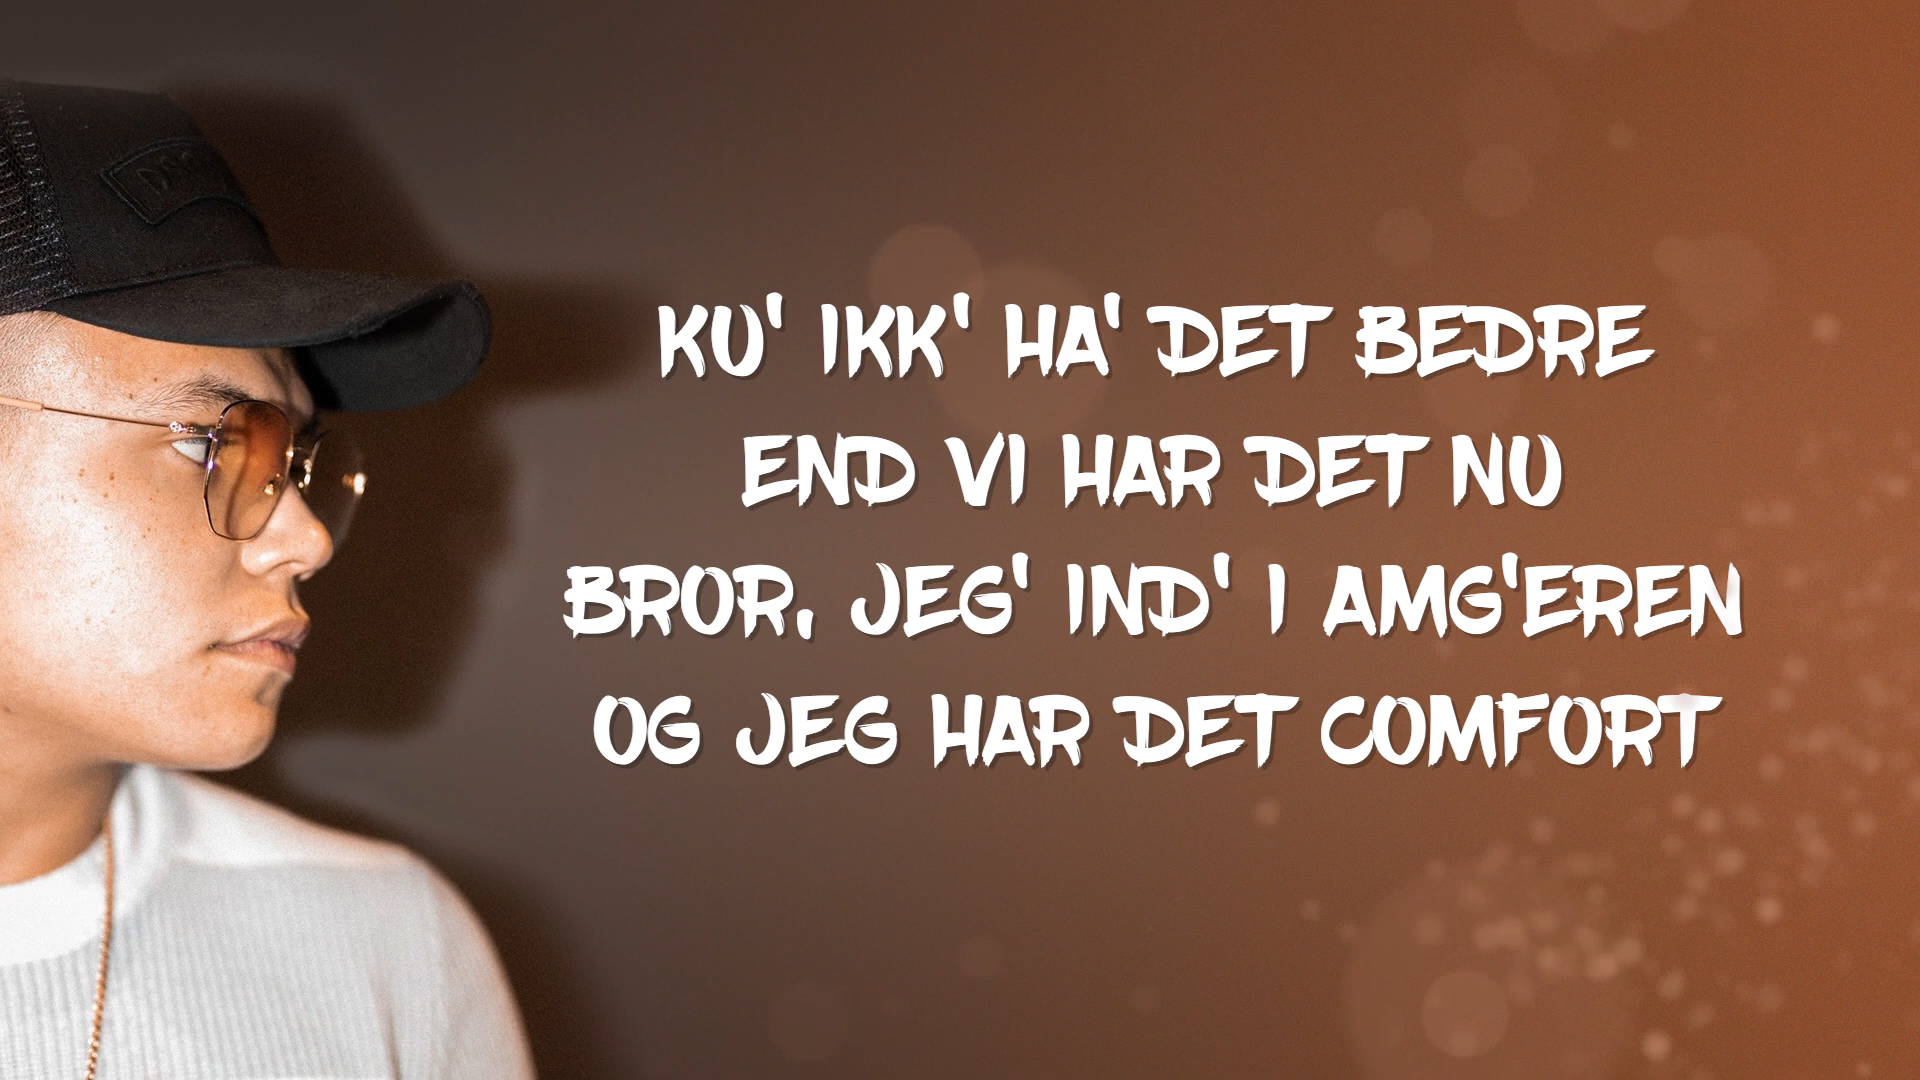 KU' IKK' HA' DET BEDRE
END VI HAR DET NU
BROR, JEG' IND' I AMG'EREN
OG JEG HAR DET COMFORT